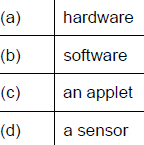 (a) hardware
(b) software
(c) an applet
(d) a sensor